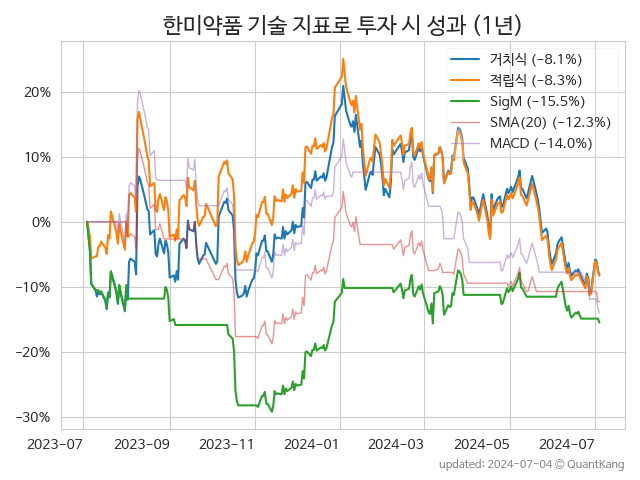 한미약품 기술 지표로 투자 시 성과 (1년)
거치식 (−8.1%)
적립식 (−8.3%)
SigM (−15.5%)
SMA(20) (−12.3%)
MACD (−14.0%)
20%
10%
0%
−10%
−20%
−30%
2023-07 2023-09 2023-11 2024-01 2024-03 2024-05 2024-07
updated: 2024-07-04 © QuantKang